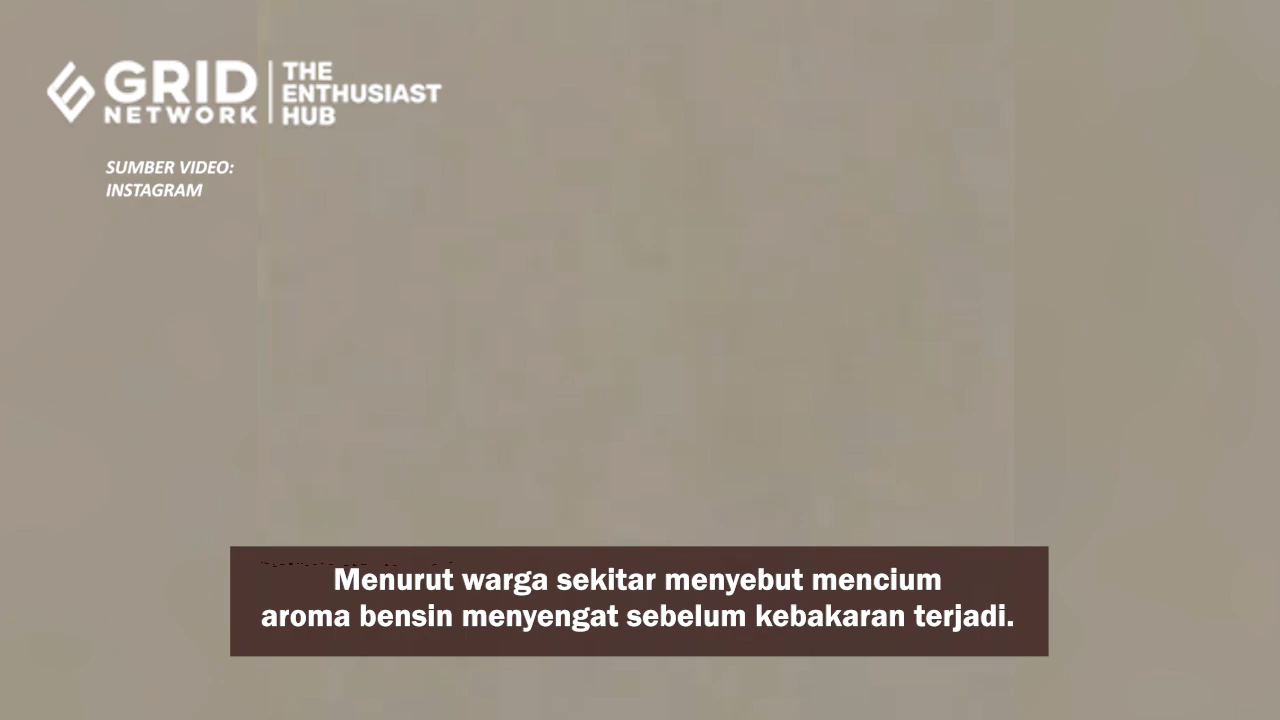 GRID
NETWORK
THE
ENTHUSIAST
HUB
SUMBER VIDEO:
INSTAGRAM
Menurut warga sekitar menyebut mencium
aroma bensin menyengat sebelum kebakaran terjadi.